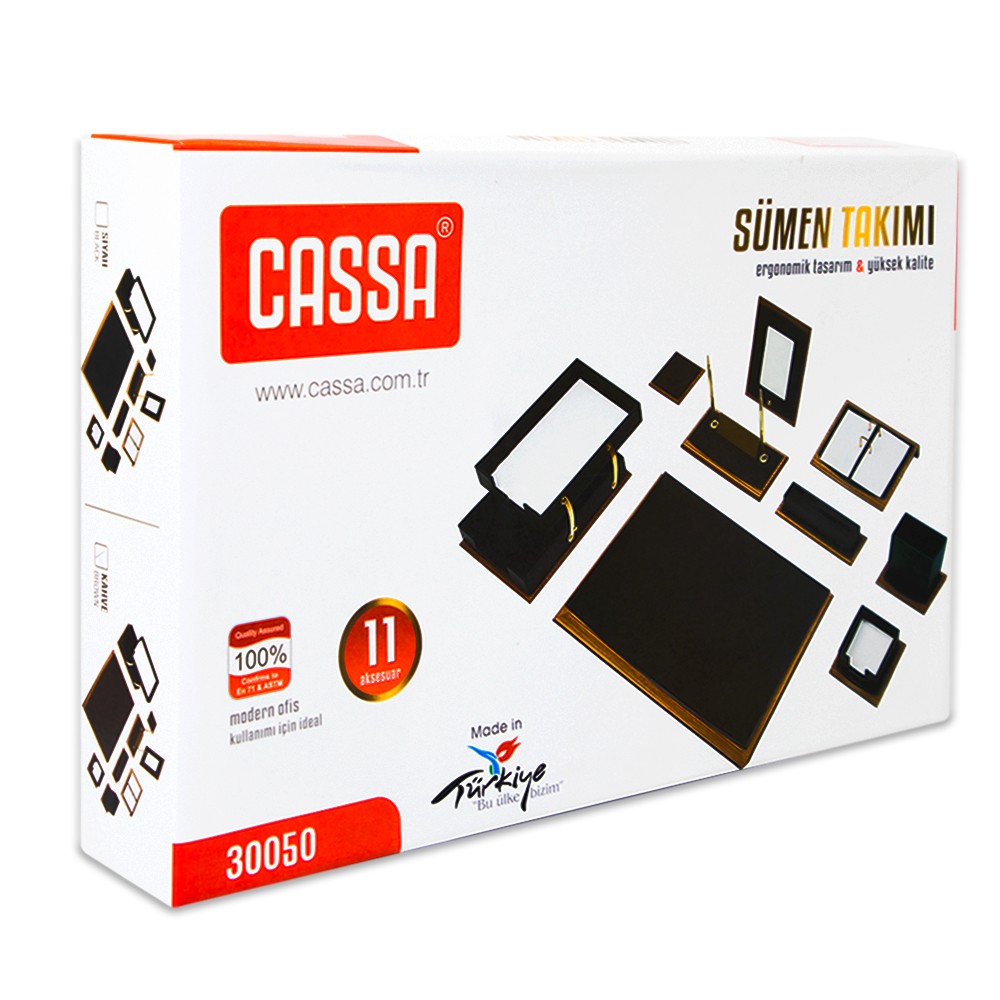 CASSA®
www.cassa.com.tr
SÜMEN TAKIMI
ergonomik tasarım & yüksek kalite
SİYAH
BLACK
KAHVE
BROWN
Quality Assured
100%
Confirms to
En 71 & ASTM
modern ofis
kullanımı için ideal
11
aksesuar
Made in
Türkiye
"Bu ülke bizim"
30050